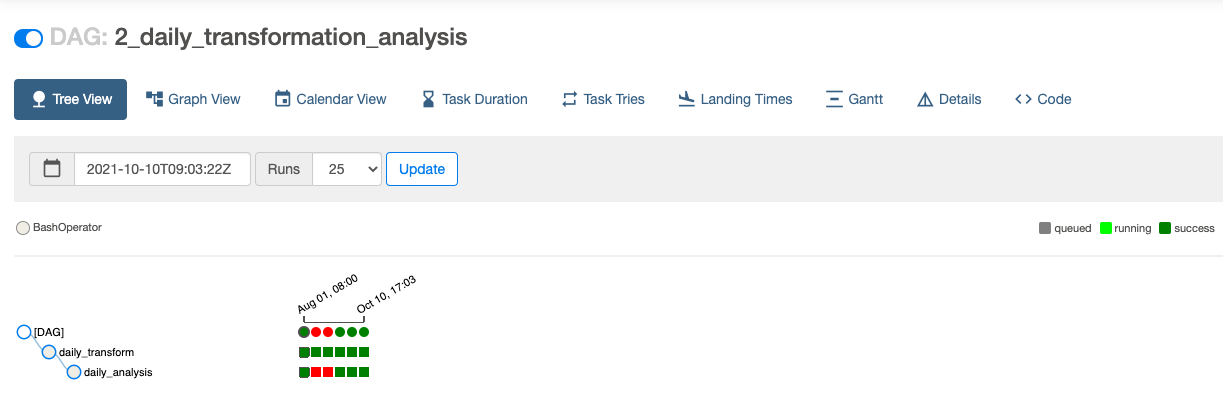 DAG: 2_daily_transformation_analysis
Tree View Graph View Calendar View Task Duration Task Tries Landing Times Gantt Details Code
2021-10-10T09:03:22Z Runs 25 Update
BashOperator queued running success
Aug 01, 08:00 Oct 10, 17:03
[DAG]
daily_transform
daily_analysis